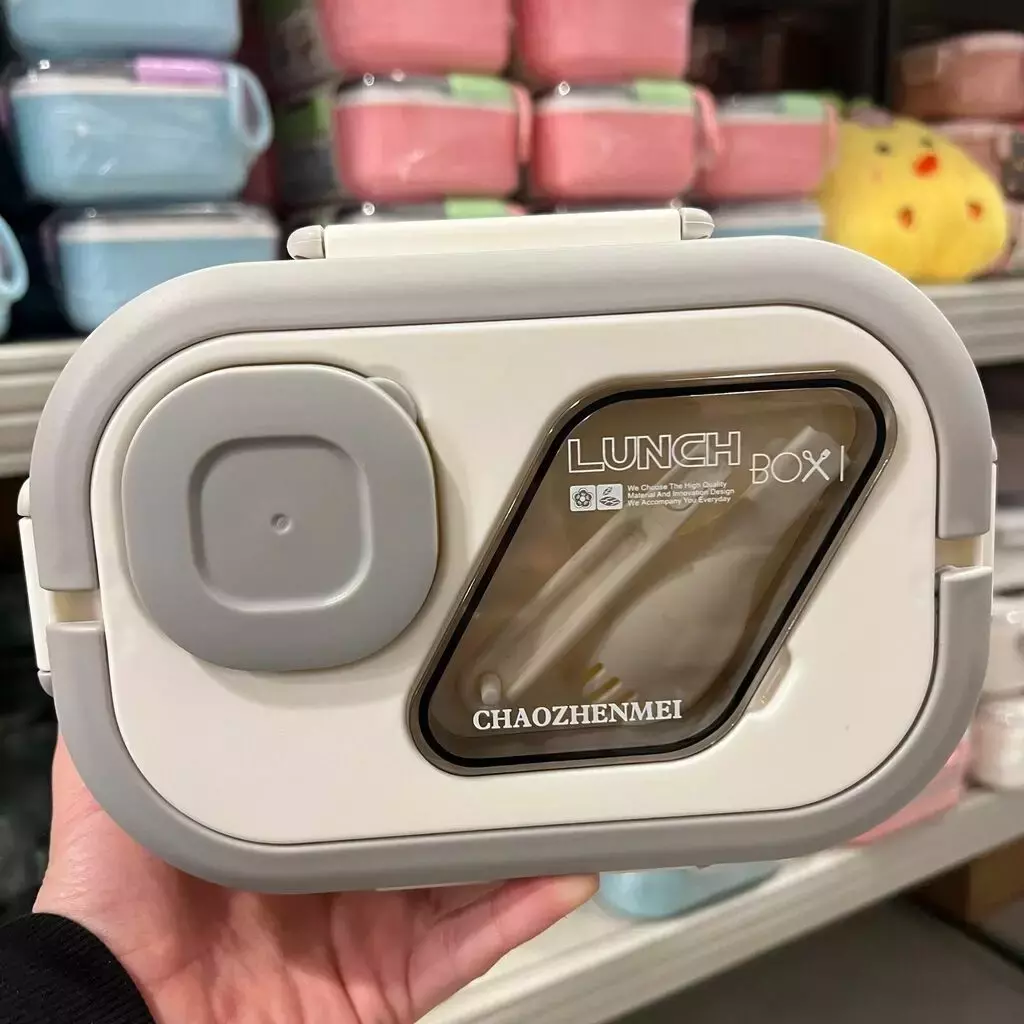 LUNCH
BOX
We Choose The High Quality
Material And Innovation Design
We Accompany You Everyday
CHAOZHENMEI